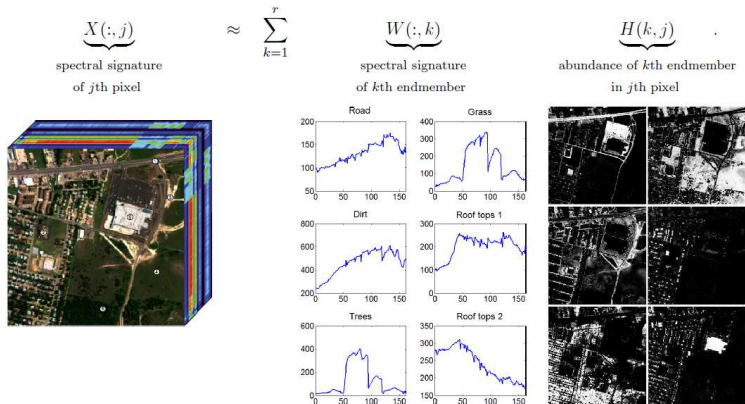 X(:, j) ≈ ∑_{k=1}^{r} W(:, k) H(k, j) .
spectral signature
of jth pixel
spectral signature
of kth endmember
abundance of kth endmember
in jth pixel
Road
200
150
100
50
0 50 100 150
Grass
400
300
200
100
0
0 50 100 150
Dirt
800
600
400
200
0 50 100 150
Roof tops 1
300
200
100
0
0 50 100 150
Trees
600
400
200
0
0 50 100 150
Roof tops 2
350
300
250
200
150
0 50 100 150